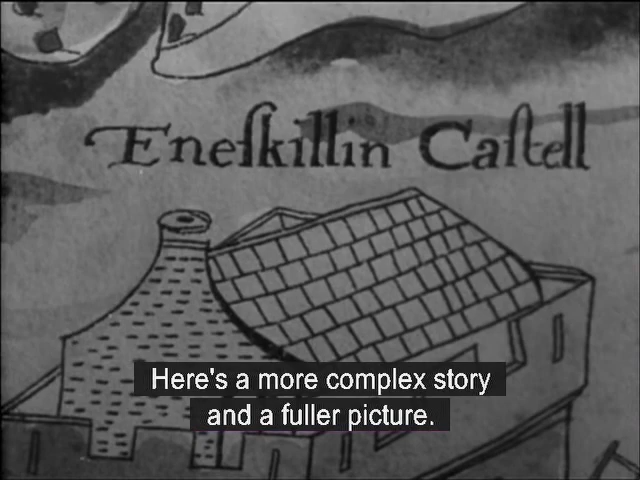 Eneſkillin Caſtell
Here's a more complex story
and a fuller picture.